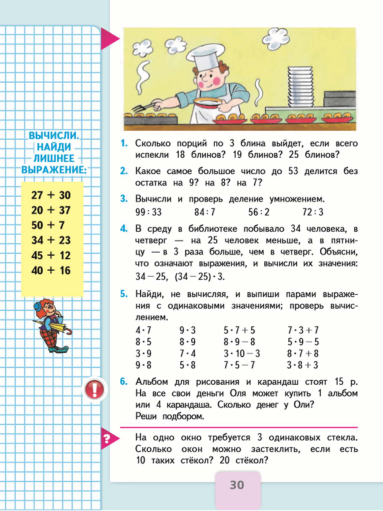 ВЫЧИСЛИ.
НАЙДИ
ЛИШНЕЕ
ВЫРАЖЕНИЕ:
27 + 30
20 + 37
50 + 7
34 + 23
45 + 12
40 + 16
1. Сколько порций по 3 блина выйдет, если всего
испекли 18 блинов? 19 блинов? 25 блинов?
2. Какое самое большое число до 53 делится без
остатка на 9? на 8? на 7?
3. Вычисли и проверь деление умножением.
99 : 33 84 : 7 56 : 2 72 : 3
4. В среду в библиотеке побывало 34 человека, в
четверг — на 25 человек меньше, а в пятни-
цу — в 3 раза больше, чем в четверг. Объясни,
что означают выражения, и вычисли их значения:
34 − 25, (34 − 25) · 3.
5. Найди, не вычисляя, и выпиши парами выраже-
ния с одинаковыми значениями; проверь вычис-
лением.
4 · 7 9 · 3 5 · 7 + 5 7 · 3 + 7
8 · 5 8 · 9 8 · 9 − 8 5 · 9 − 5
3 · 9 7 · 4 3 · 10 − 3 8 · 7 + 8
9 · 8 5 · 8 7 · 5 − 7 3 · 8 + 3
6. Альбом для рисования и карандаш стоят 15 р.
На все свои деньги Оля может купить 1 альбом
или 4 карандаша. Сколько денег у Оли?
Реши подбором.
!
?
На одно окно требуется 3 одинаковых стекла.
Сколько окон можно застеклить, если есть
10 таких стёкол? 20 стёкол?
30